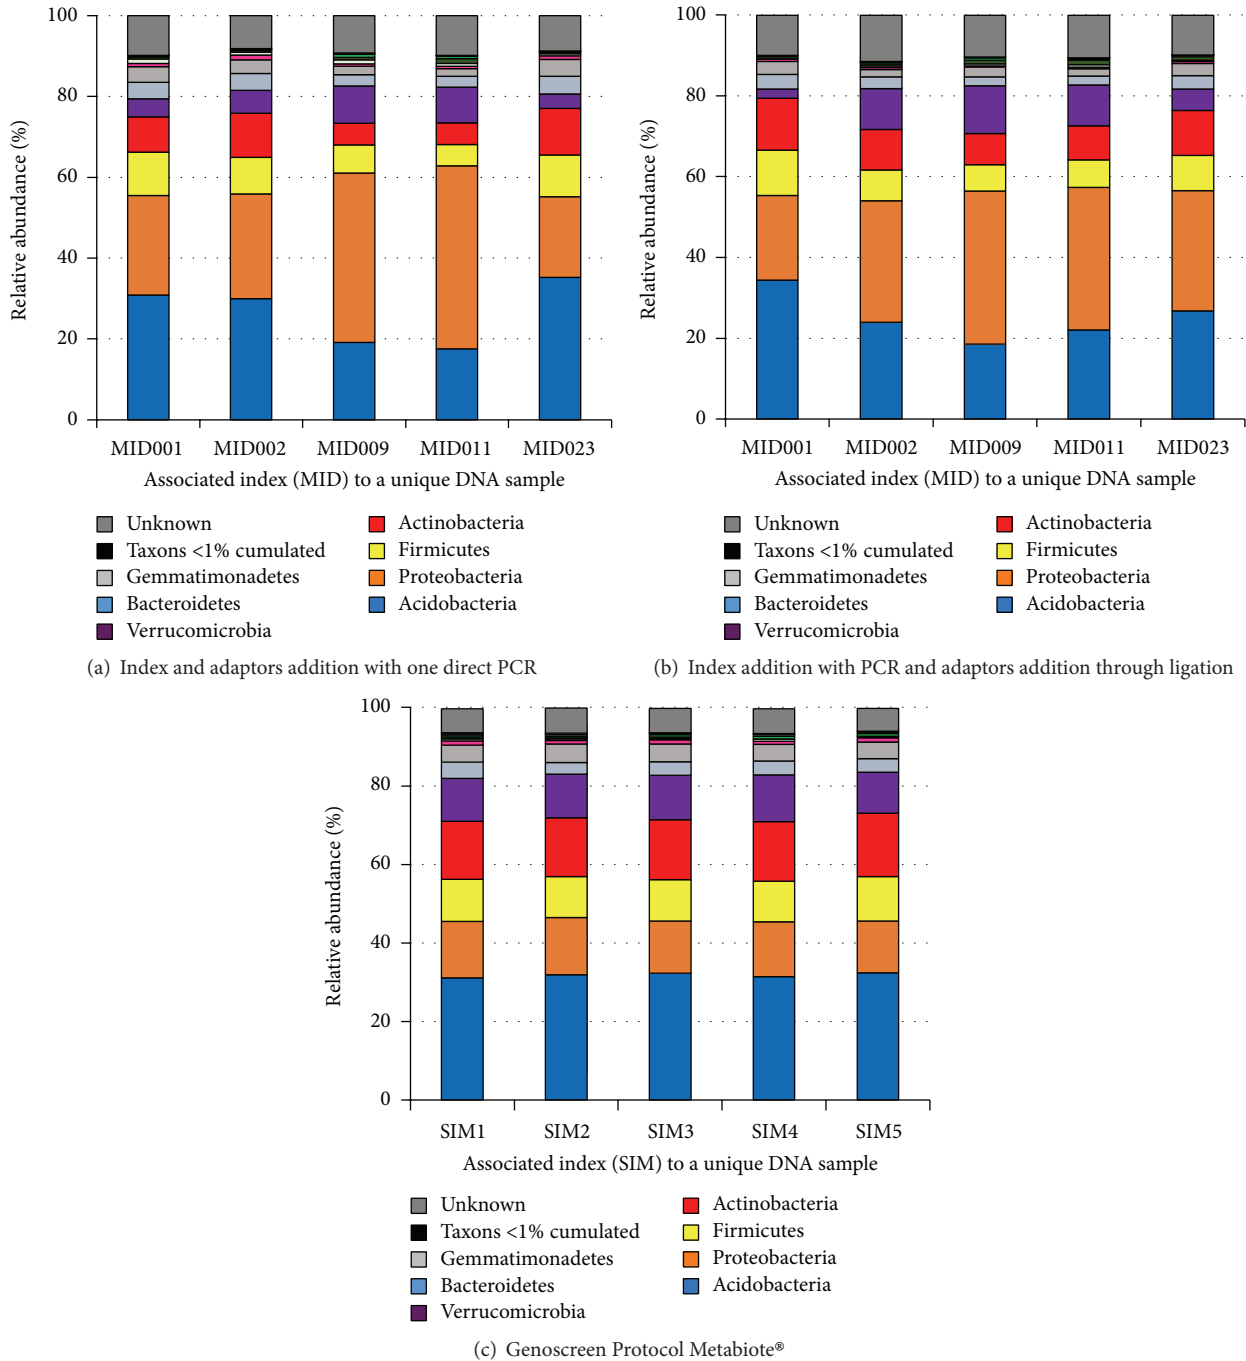 100
80
60
40
20
0
Relative abundance (%)
MID001 MID002 MID009 MID011 MID023
Associated index (MID) to a unique DNA sample
Unknown
Taxons <1% cumulated
Gemmatimonadetes
Bacteroidetes
Verrucomicrobia
Actinobacteria
Firmicutes
Proteobacteria
Acidobacteria
(a) Index and adaptors addition with one direct PCR
100
80
60
40
20
0
Relative abundance (%)
MID001 MID002 MID009 MID011 MID023
Associated index (MID) to a unique DNA sample
Unknown
Taxons <1% cumulated
Gemmatimonadetes
Bacteroidetes
Verrucomicrobia
Actinobacteria
Firmicutes
Proteobacteria
Acidobacteria
(b) Index addition with PCR and adaptors addition through ligation
100
80
60
40
20
0
Relative abundance (%)
SIM1 SIM2 SIM3 SIM4 SIM5
Associated index (SIM) to a unique DNA sample
Unknown
Taxons <1% cumulated
Gemmatimonadetes
Bacteroidetes
Verrucomicrobia
Actinobacteria
Firmicutes
Proteobacteria
Acidobacteria
(c) Genoscreen Protocol Metabiote®